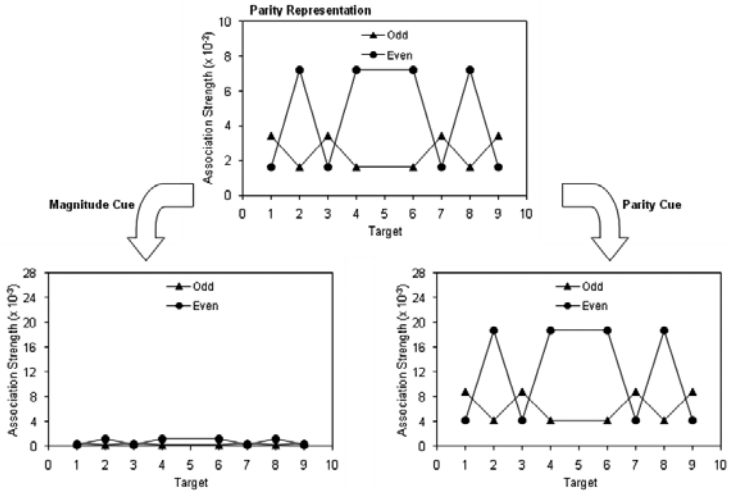 Parity Representation
10
8
6
4
2
0
Association Strength (x 10⁻²)
Odd
Even
0 1 2 3 4 5 6 7 8 9 10
Target
Magnitude Cue
Parity Cue
28
24
20
16
12
8
4
0
Association Strength (x 10⁻³)
Odd
Even
0 1 2 3 4 5 6 7 8 9 10
Target
28
24
20
16
12
8
4
0
Association Strength (x 10⁻³)
Odd
Even
0 1 2 3 4 5 6 7 8 9 10
Target